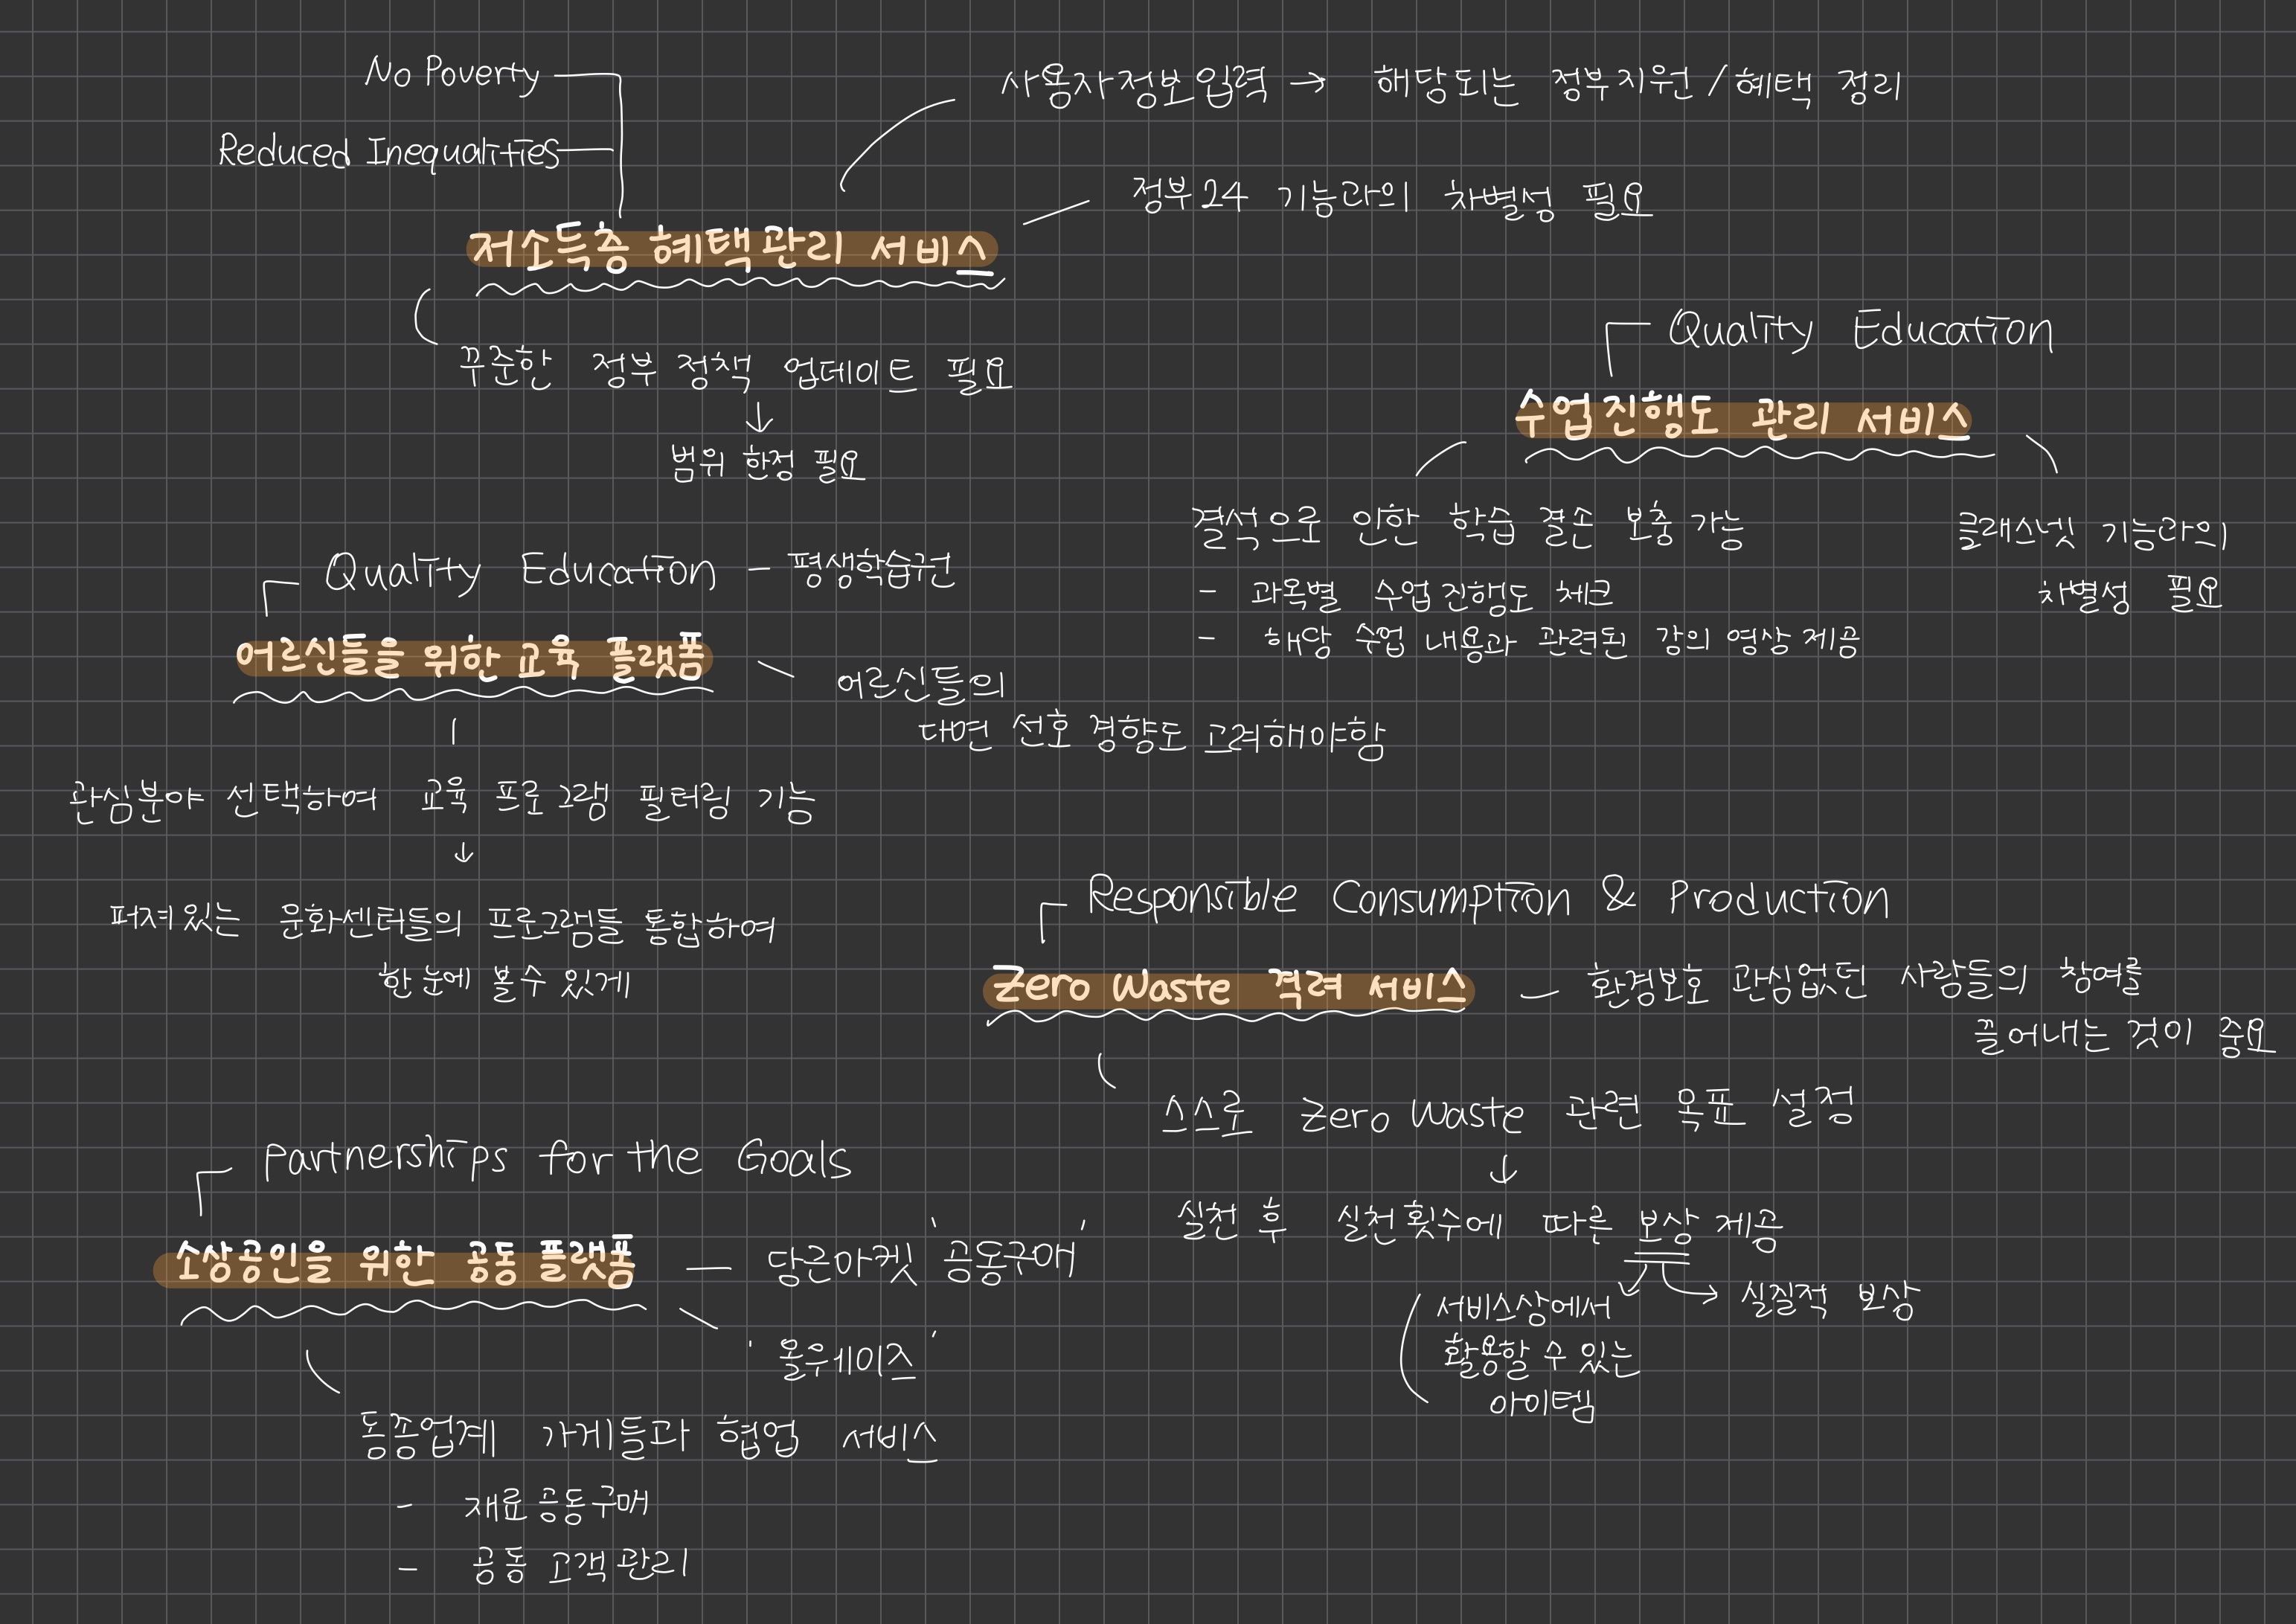 No Poverty
Reduced Inequalities
사용자정보입력 → 해당되는 정부지원/혜택 정리
정부24 기능과의 차별성 필요
저소득층 혜택관리 서비스
꾸준한 정부 정책 업데이트 필요
↓
범위 한정 필요
Quality Education
수업진행도 관리 서비스
결석으로 인한 학습 결손 보충 가능
- 과목별 수업진행도 체크
- 해당 수업 내용과 관련된 강의 영상 제공
클래스넷 기능과의
차별성 필요
Quality Education - 평생학습권
어르신들을 위한 교육 플랫폼
어르신들의
대면 선호 경향도 고려해야함
관심분야 선택하여 교육 프로그램 필터링 기능
↓
퍼져있는 문화센터들의 프로그램들 통합하여
한 눈에 볼 수 있게
Responsible Consumption & Production
Zero Waste 격려 서비스
환경보호 관심없던 사람들의 참여를
끌어내는 것이 중요
스스로 Zero Waste 관련 목표 설정
↓
실천 후 실천횟수에 따른 보상 제공
서비스상에서
활용할 수 있는
아이템
→ 실질적 보상
Partnerships for the Goals
소상공인을 위한 공동 플랫폼
당근마켓 '공동구매'
'올웨이즈'
동종업계 가게들과 협업 서비스
- 재료 공동구매
- 공동 고객관리